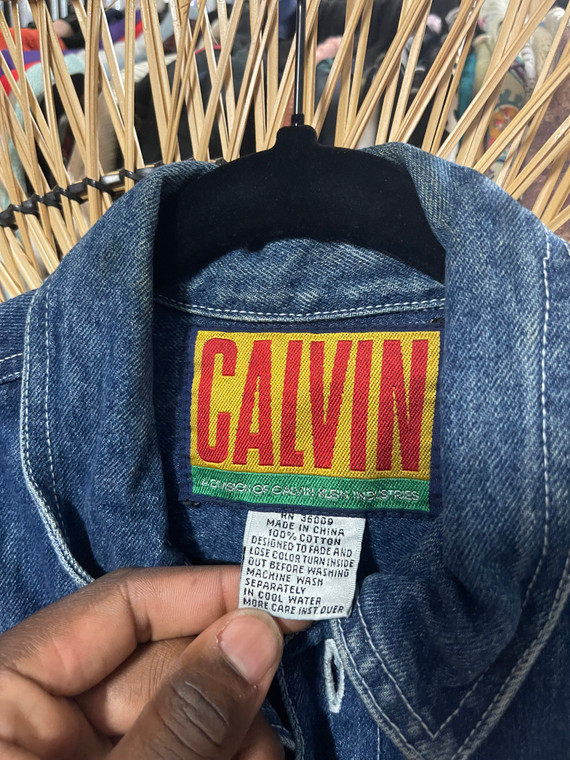 CALVIN
A DIVISION OF CALVIN KLEIN INDUSTRIES
RN 36009
MADE IN CHINA
100% COTTON
DESIGNED TO FADE AND
LOSE COLOR TURN INSIDE
OUT BEFORE WASHING
MACHINE WASH
SEPARATELY
IN COOL WATER
MORE CARE INST OVER